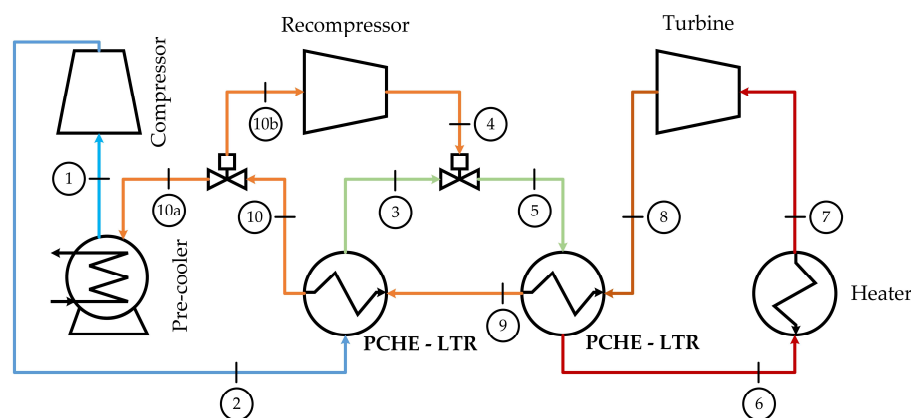 Recompressor
Turbine
Compressor
10b
4
1
10a
10
3
5
8
7
Pre-cooler
Heater
9
PCHE - LTR
PCHE - LTR
2
6